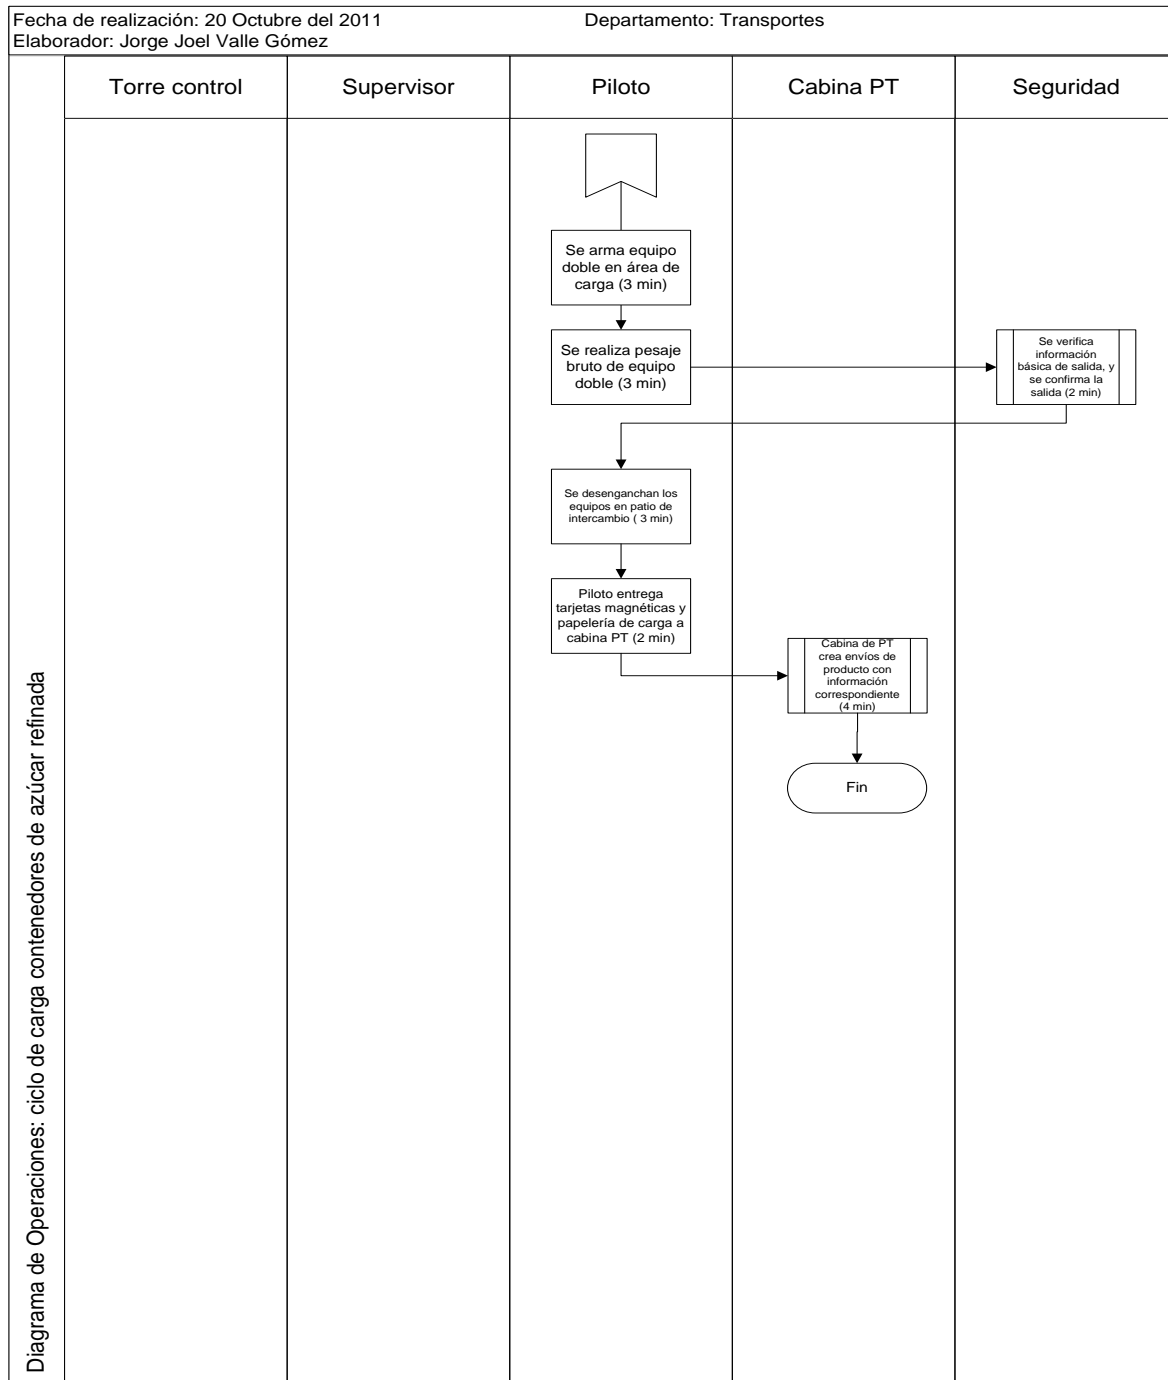 Fecha de realización: 20 Octubre del 2011
Departamento: Transportes
Elaborador: Jorge Joel Valle Gómez
Torre control
Supervisor
Piloto
Cabina PT
Seguridad
Se arma equipo
doble en área de
carga (3 min)
Se realiza pesaje
bruto de equipo
doble (3 min)
Se verifica
información
básica de salida, y
se confirma la
salida (2 min)
Se desenganchan los
equipos en patio de
intercambio ( 3 min)
Piloto entrega
tarjetas magnéticas y
papelería de carga a
cabina PT (2 min)
Cabina de PT
crea envíos de
producto con
información
correspondiente
(4 min)
Fin
Diagrama de Operaciones: ciclo de carga contenedores de azúcar refinada